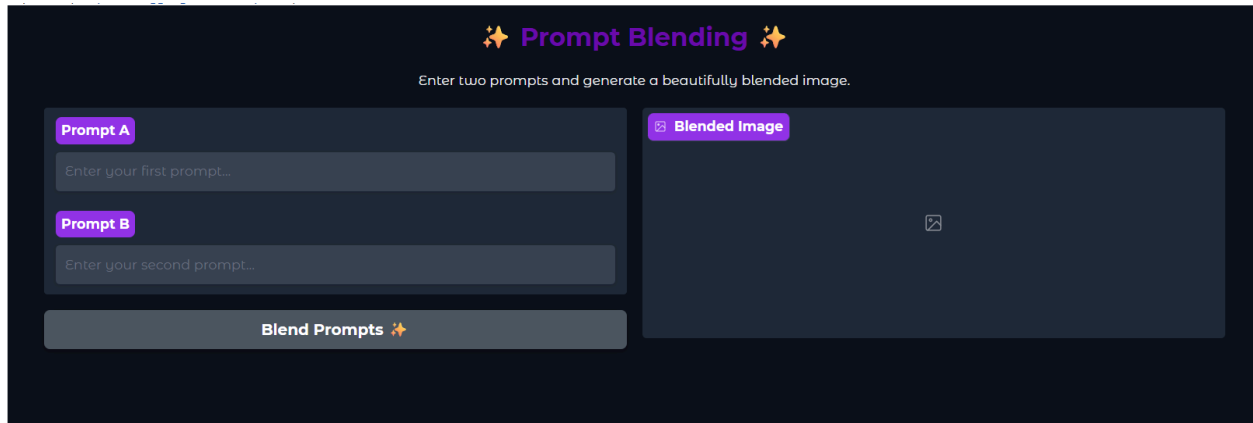 ✨ Prompt Blending ✨
Enter two prompts and generate a beautifully blended image.
Prompt A
Enter your first prompt...
Prompt B
Enter your second prompt...
Blend Prompts ✨
Blended Image